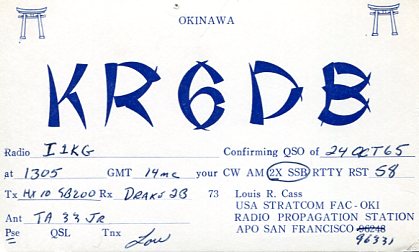 OKINAWA
KR6DB
Radio I1KG Confirming QSO of 24 OCT 65
at 1305 GMT 14mc your CW AM 2X SSB RTTY RST 58
Tx HX10 SB200 Rx DRAKE 2B 73 Louis R. Cass
USA STRATCOM FAC-OKI
Ant TA 33 JR RADIO PROPAGATION STATION
Pse QSL Tnx Lou APO SAN FRANCISCO 96248
96331